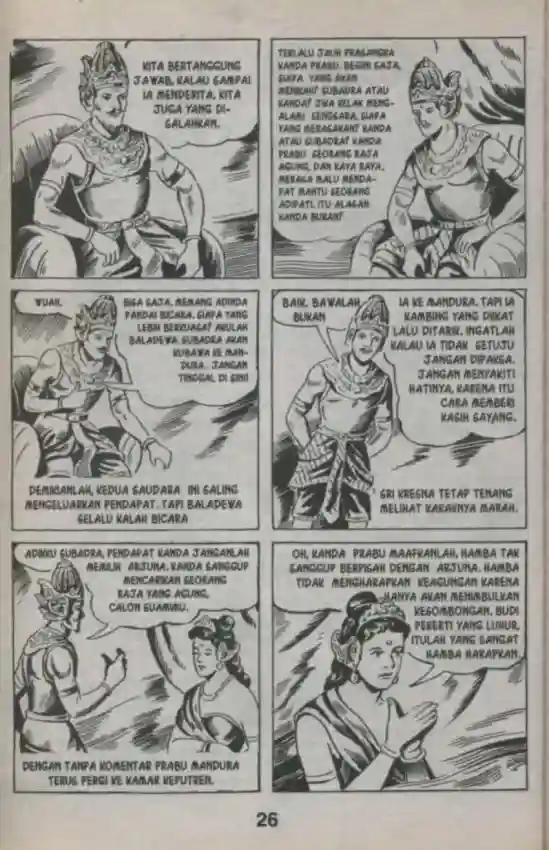 KITA BERTANGGUNG
JAWAB, KALAU SAMPAI
IA MENDERITA, KITA
JUGA YANG DI-
SALAHKAN.
TERLALU JAUH PRASANGKA
KANDA PRABU. BEGINI SAJA,
SIAPA YANG AKAN
MENIKAH? SUBADRA ATAU
KANDA? JIKA KELAK MENG-
ALAMI SENGSARA, SIAPA
YANG MERASAKAN? KANDA
ATAU SUBADRA? KANDA
PRABU SEORANG RAJA
AGUNG, DAN KAYA RAYA,
MERASA MALU MENDA-
PAT MANTU SEORANG
ADIPATI. ITU ALASAN
KANDA BUKAN?
WUAH,
BISA SAJA. MEMANG ADINDA
PANDAI BICARA. SIAPA YANG
LEBIH BERKUASA? AKULAH
BALADEWA. SUBADRA AKAN
KUBAWA KE MAN-
DURA. JANGAN
TINGGAL DI SINI!
DEMIKIANLAH, KEDUA SAUDARA INI SALING
MENGELUARKAN PENDAPAT. TAPI BALADEWA
SELALU KALAH BICARA
BAIK. BAWALAH
BUKAN
IA KE MANDURA. TAPI IA
KAMBING YANG DIIKAT
LALU DITARIK. INGATLAH
KALAU IA TIDAK SETUJU
JANGAN DIPAKSA.
JANGAN MENYAKITI
HATINYA, KARENA ITU
CARA MEMBERI
KASIH SAYANG.
SRI KRESNA TETAP TENANG
MELIHAT KAKAKNYA MARAH.
ADIKKU SUBADRA, PENDAPAT KANDA JANGANLAH
MEMILIH ARJUNA. KANDA SANGGUP
MENCARIKAN SEORANG
RAJA YANG AGUNG,
CALON SUAMIMU.
DENGAN TANPA KOMENTAR PRABU MANDURA
TERUS PERGI KE KAMAR KEPUTREN.
OH, KANDA PRABU MAAFKANLAH, HAMBA TAK
SANGGUP BERPISAH DENGAN ARJUNA. HAMBA
TIDAK MENGHARAPKAN KEAGUNGAN KARENA
HANYA AKAN MENIMBULKAN
KESOMBONGAN. BUDI
PEKERTI YANG LUHUR,
ITULAH YANG SANGAT
HAMBA HARAPKAN.
26